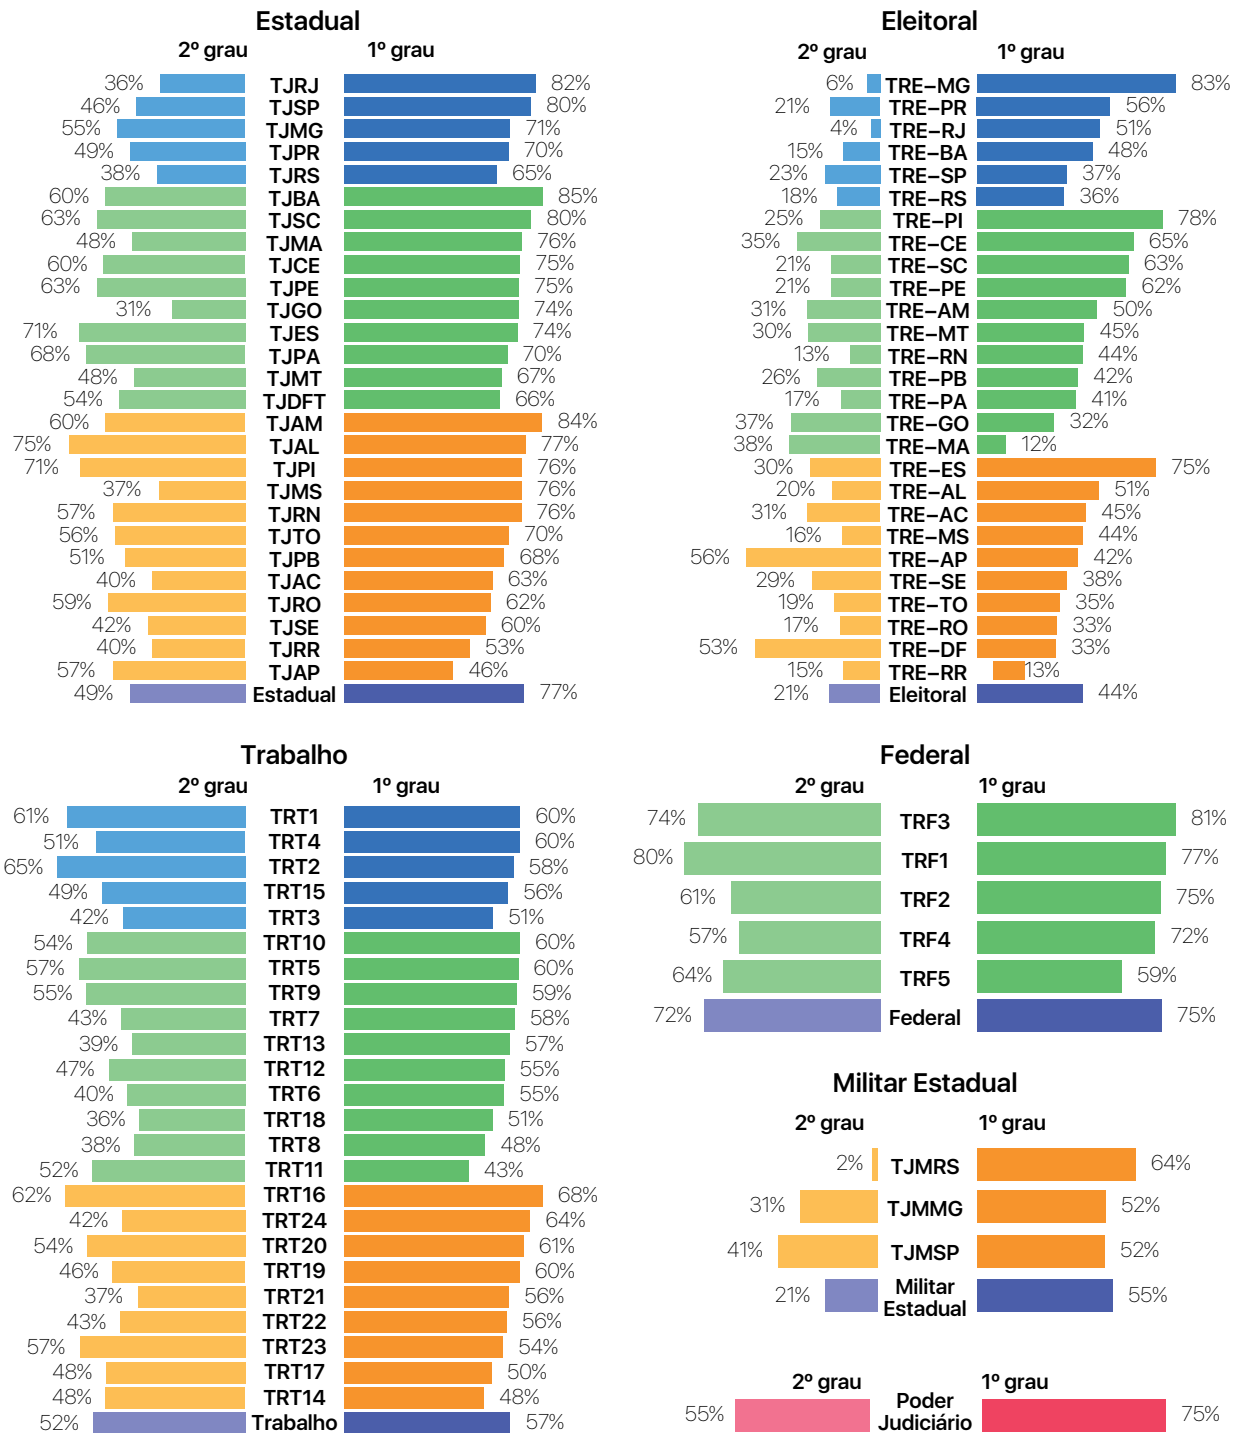 Estadual
2º grau 1º grau
36% TJRJ 82%
46% TJSP 80%
55% TJMG 71%
49% TJPR 70%
38% TJRS 65%
60% TJBA 85%
63% TJSC 80%
48% TJMA 76%
60% TJCE 75%
63% TJPE 75%
31% TJGO 74%
71% TJES 74%
68% TJPA 70%
48% TJMT 67%
54% TJDFT 66%
60% TJAM 84%
75% TJAL 77%
71% TJPI 76%
37% TJMS 76%
57% TJRN 76%
56% TJTO 70%
51% TJPB 68%
40% TJAC 63%
59% TJRO 62%
42% TJSE 60%
40% TJRR 53%
57% TJAP 46%
49% Estadual 77%
Eleitoral
2º grau 1º grau
6% TRE–MG 83%
21% TRE–PR 56%
4% TRE–RJ 51%
15% TRE–BA 48%
23% TRE–SP 37%
18% TRE–RS 36%
25% TRE–PI 78%
35% TRE–CE 65%
21% TRE–SC 63%
21% TRE–PE 62%
31% TRE–AM 50%
30% TRE–MT 45%
13% TRE–RN 44%
26% TRE–PB 42%
17% TRE–PA 41%
37% TRE–GO 32%
38% TRE–MA 12%
30% TRE–ES 75%
20% TRE–AL 51%
31% TRE–AC 45%
16% TRE–MS 44%
56% TRE–AP 42%
29% TRE–SE 38%
19% TRE–TO 35%
17% TRE–RO 33%
53% TRE–DF 33%
15% TRE–RR 13%
21% Eleitoral 44%
Trabalho
2º grau 1º grau
61% TRT1 60%
51% TRT4 60%
65% TRT2 58%
49% TRT15 56%
42% TRT3 51%
54% TRT10 60%
57% TRT5 60%
55% TRT9 59%
43% TRT7 58%
39% TRT13 57%
47% TRT12 55%
40% TRT6 55%
36% TRT18 51%
38% TRT8 48%
52% TRT11 43%
62% TRT16 68%
42% TRT24 64%
54% TRT20 61%
46% TRT19 60%
37% TRT21 56%
43% TRT22 56%
57% TRT23 54%
48% TRT17 50%
48% TRT14 48%
52% Trabalho 57%
Federal
2º grau 1º grau
74% TRF3 81%
80% TRF1 77%
61% TRF2 75%
57% TRF4 72%
64% TRF5 59%
72% Federal 75%
Militar Estadual
2º grau 1º grau
2% TJMRS 64%
31% TJMMG 52%
41% TJMSP 52%
21% Militar 55%
Estadual
2º grau 1º grau
55% Poder 75%
Judiciário